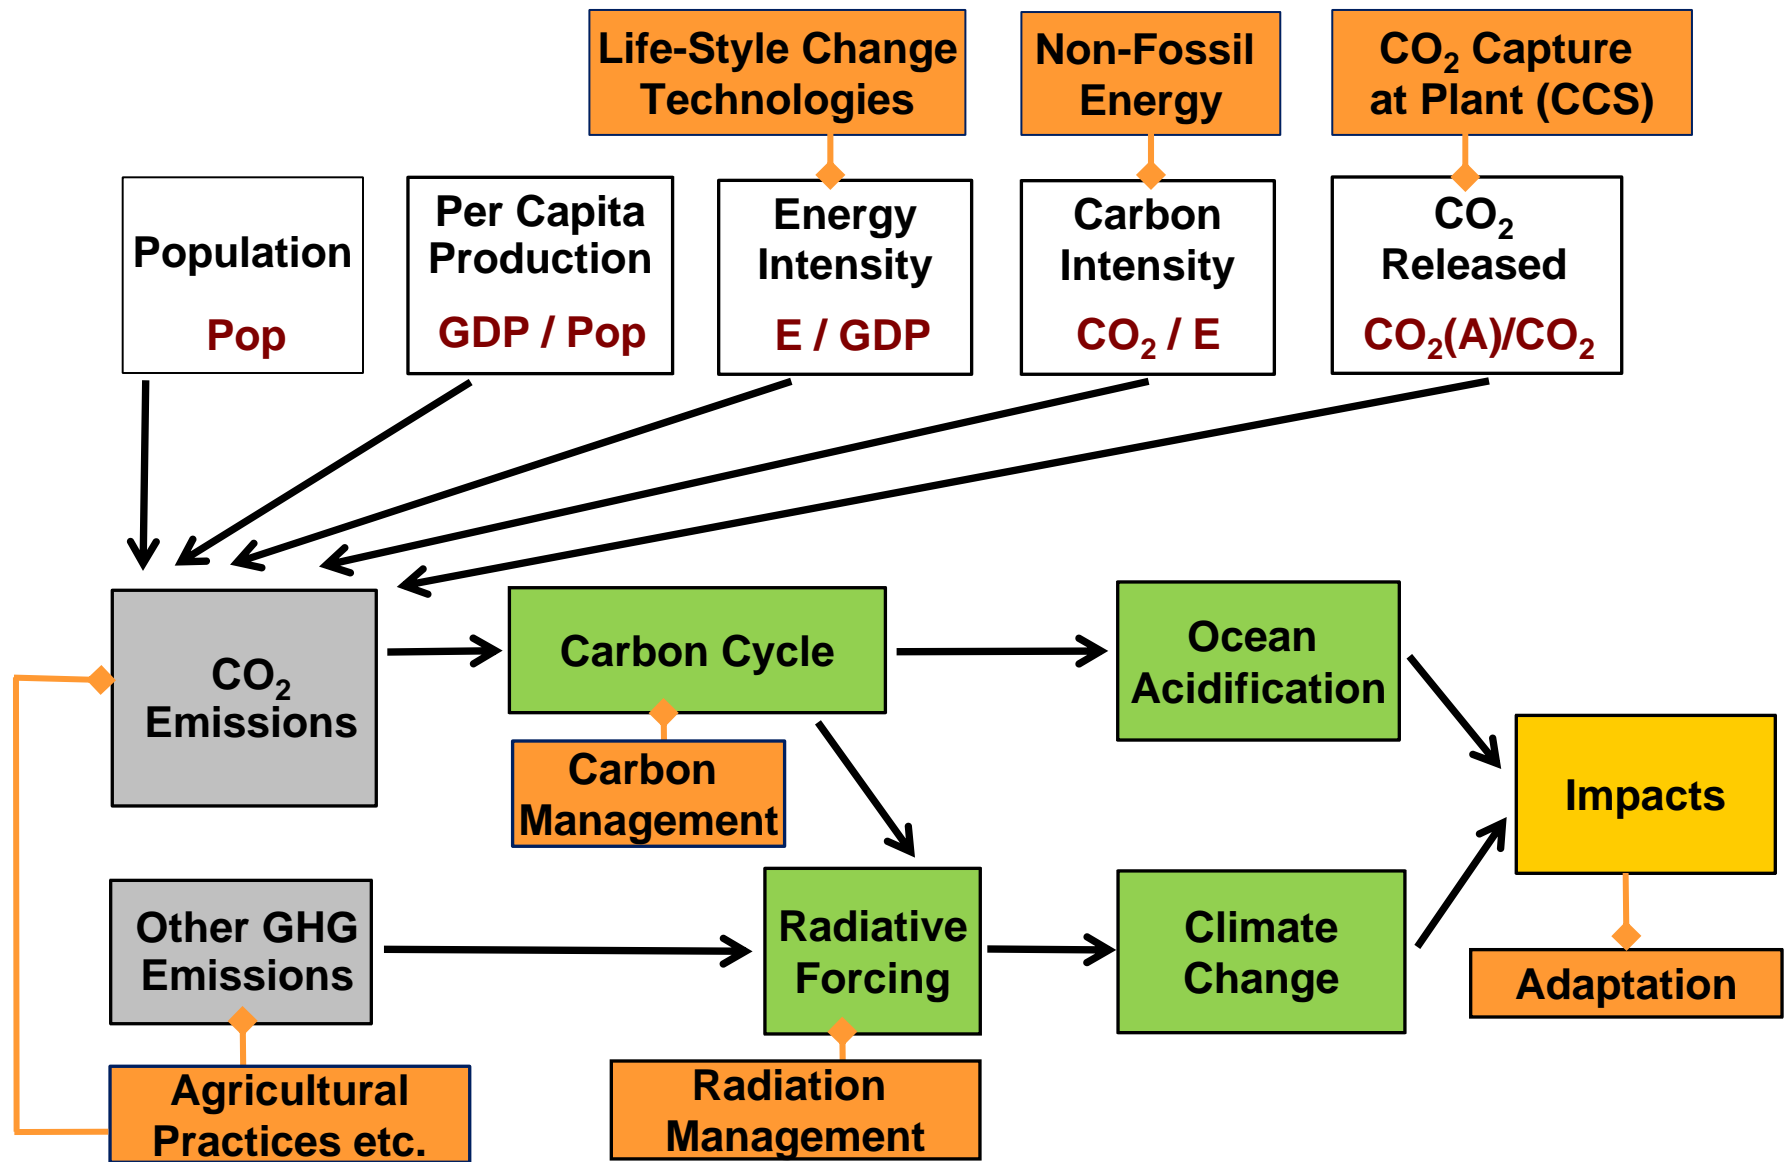 Life-Style Change
Technologies
Non-Fossil
Energy
CO₂ Capture
at Plant (CCS)
Population
Pop
Per Capita
Production
GDP / Pop
Energy
Intensity
E / GDP
Carbon
Intensity
CO₂ / E
CO₂
Released
CO₂(A)/CO₂
CO₂
Emissions
Carbon Cycle
Ocean
Acidification
Carbon
Management
Impacts
Other GHG
Emissions
Radiative
Forcing
Climate
Change
Adaptation
Agricultural
Practices etc.
Radiation
Management